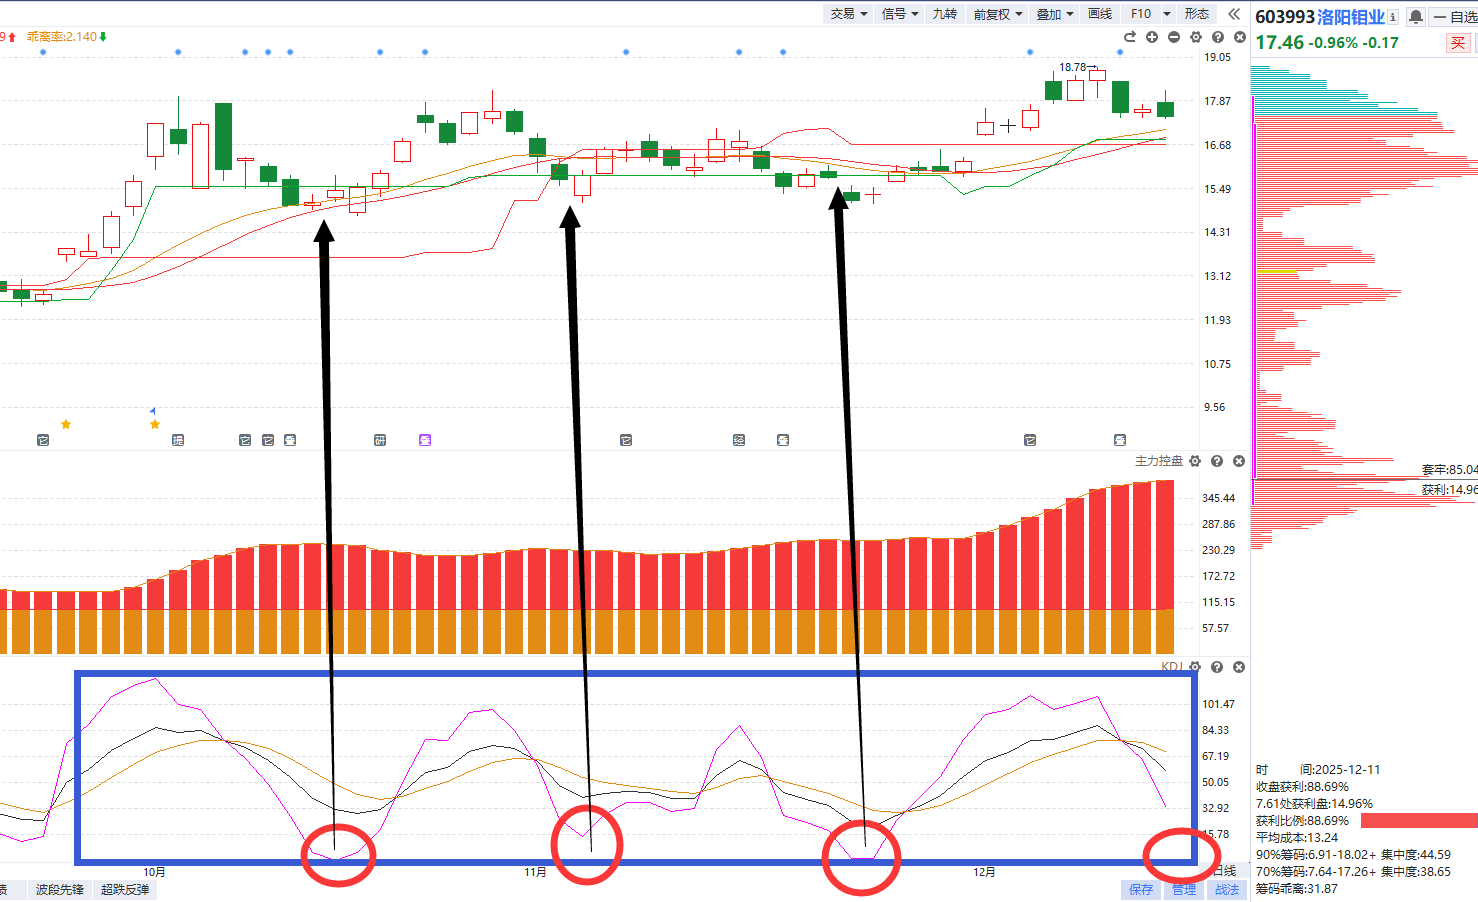 交易 信号 九转 前复权 叠加 画线 F10 形态
603993洛阳钼业
自选
17.46 -0.96% -0.17
买
9
乖离率:2.140
18.78
19.05
17.87
16.68
15.49
14.31
13.12
11.93
10.75
9.56
主力控盘
345.44
287.86
230.29
172.72
115.15
57.57
KDJ
101.47
84.33
67.19
50.05
32.92
15.78
10月 11月 12月
日线
波段先锋 超跌反弹
保存 管理 战法
套牢:85.04
获利:14.96
时 间:2025-12-11
收盘获利:88.69%
7.61处获利盘:14.96%
获利比例:88.69%
平均成本:13.24
90%筹码:6.91-18.02+ 集中度:44.59
70%筹码:7.64-17.26+ 集中度:38.65
筹码乖离:31.87